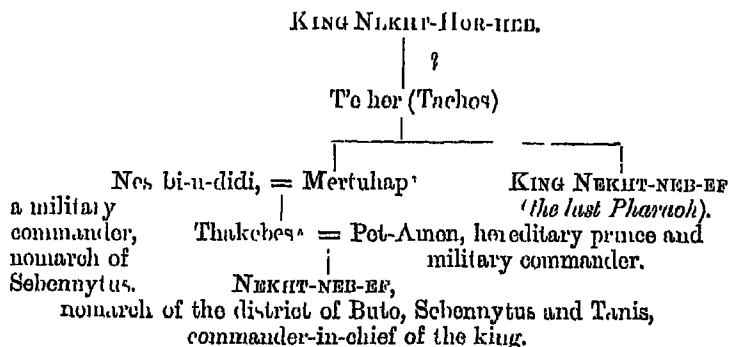 KING NEKHT-HOR-HEB.
?
Te hor (Tachos)
Nes bi-n-didi, = Mertuhap
KING NEKHT-NEB-EF
a military
(the last Pharaoh).
commander, Thakebes = Pet-Amon, hereditary prince and
nomarch of military commander.
Sebennytus. NEKHT-NEB-EF,
nomarch of the district of Buto, Sebennytus and Tanis,
commander-in-chief of the king.